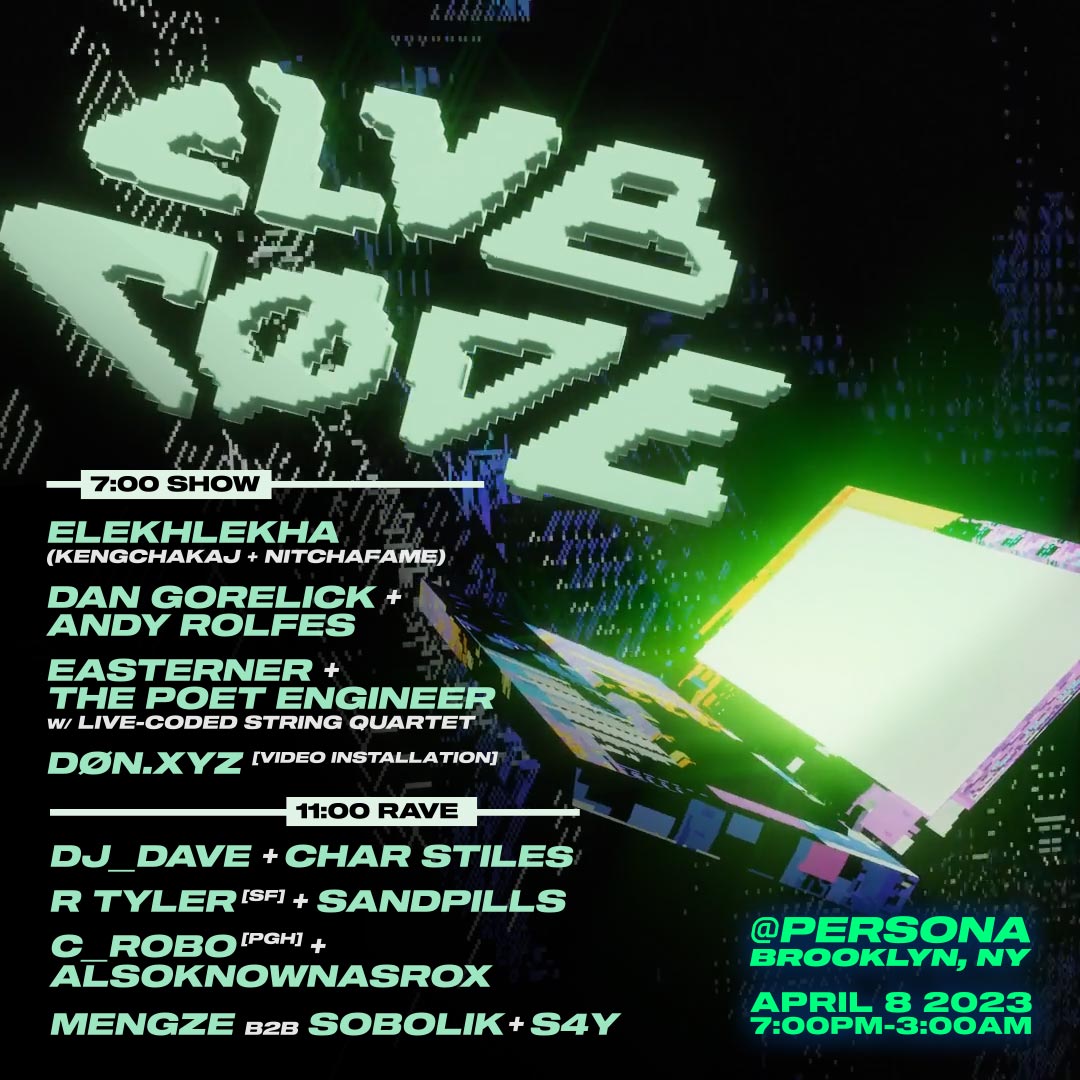 CLVB
CØDE
7:00 SHOW
ELEKHLEKHA
(KENGCHAKAJ + NITCHAFAME)
DAN GORELICK +
ANDY ROLFES
EASTERNER +
THE POET ENGINEER
W/ LIVE-CODED STRING QUARTET
DØN.XYZ [VIDEO INSTALLATION]
11:00 RAVE
DJ_DAVE + CHAR STILES
R TYLER [SF] + SANDPILLS
C_ROBO [PGH] +
ALSOKNOWNASROX
MENGZE B2B SOBOLIK + S4Y
@PERSONA
BROOKLYN, NY
APRIL 8 2023
7:00PM-3:00AM